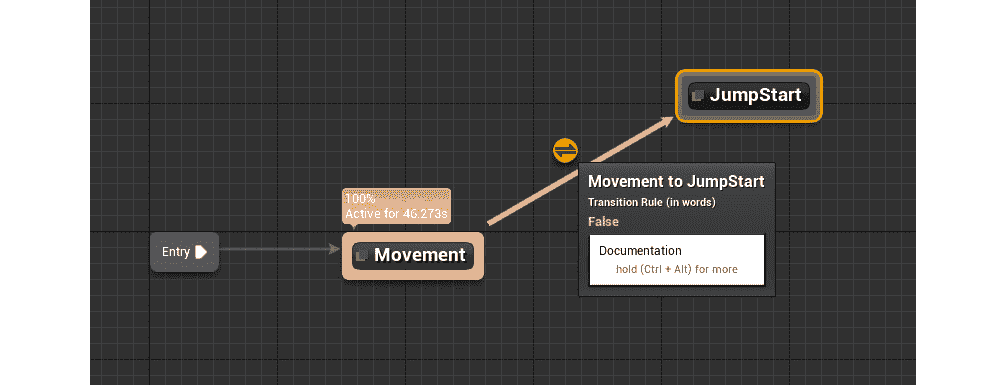 JumpStart
Movement to JumpStart
Transition Rule (in words)
False
100%
Active for 46.273s
Entry
Movement
Documentation
hold (Ctrl + Alt) for more